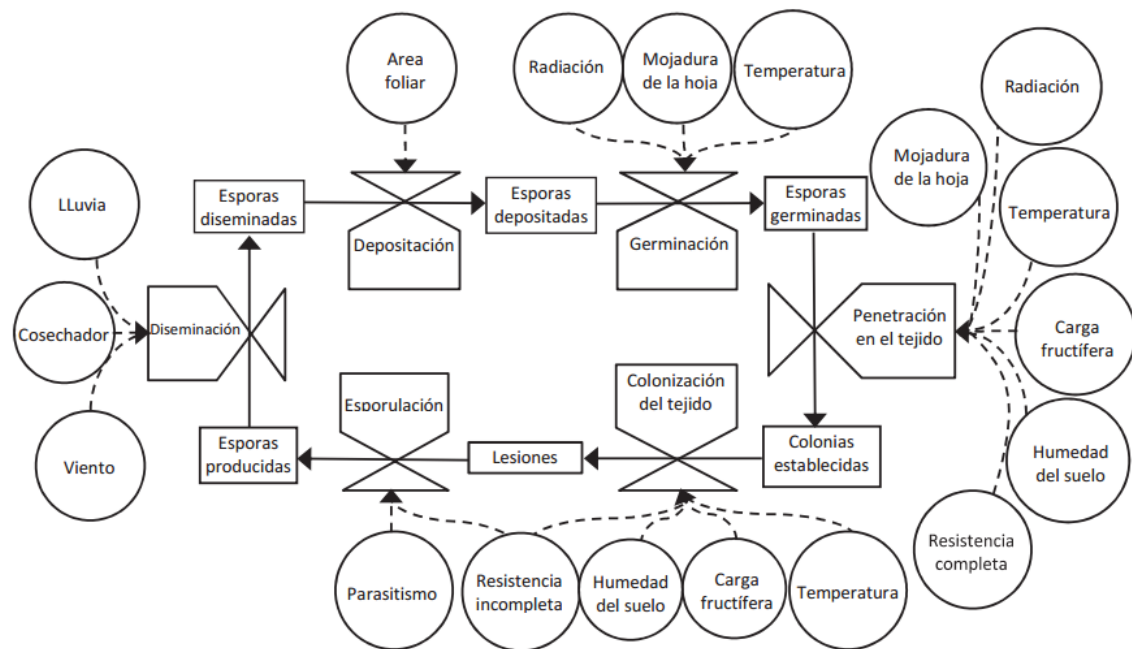 Area
foliar
Radiación
Mojadura
de la hoja
Temperatura
Radiación
Mojadura
de la hoja
Temperatura
LLuvia
Esporas
diseminadas
Depositación
Esporas
depositadas
Germinación
Esporas
germinadas
Cosechador
Diseminación
Penetración
en el tejido
Carga
fructífera
Viento
Esporas
producidas
Esporulación
Lesiones
Colonización
del tejido
Colonias
establecidas
Humedad
del suelo
Resistencia
completa
Parasitismo
Resistencia
incompleta
Humedad
del suelo
Carga
fructífera
Temperatura